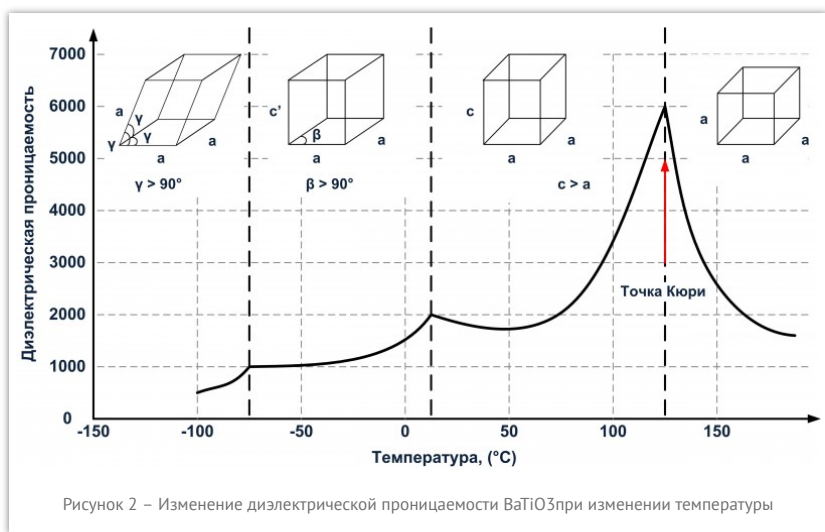 Диэлектрическая проницаемость
7000
6000
5000
4000
3000
2000
1000
0
a
γ
γ
γ
a
a
γ > 90°
c'
β
a
a
β > 90°
c
a
a
c > a
a
a
a
Точка Кюри
-150
-100
-50
0
50
100
150
Температура, (°C)
Рисунок 2 – Изменение диэлектрической проницаемости BaTiO3при изменении температуры